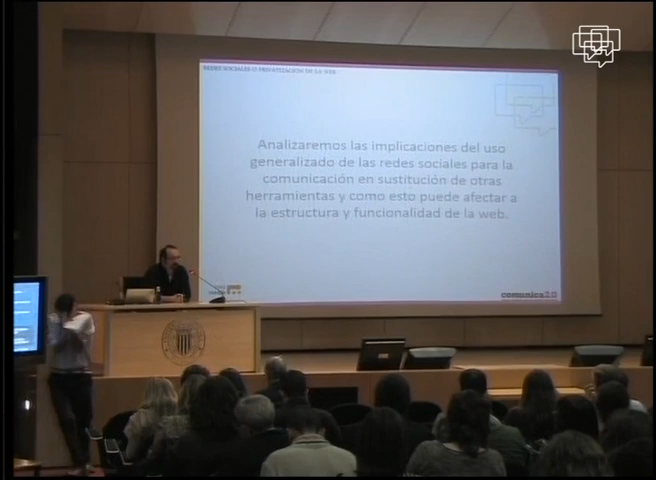 REDES SOCIALES O PRIVATIZACIÓN DE LA WEB
Analizaremos las implicaciones del uso
generalizado de las redes sociales para la
comunicación en sustitución de otras
herramientas y como esto puede afectar a
la estructura y funcionalidad de la web.
comunica2.0